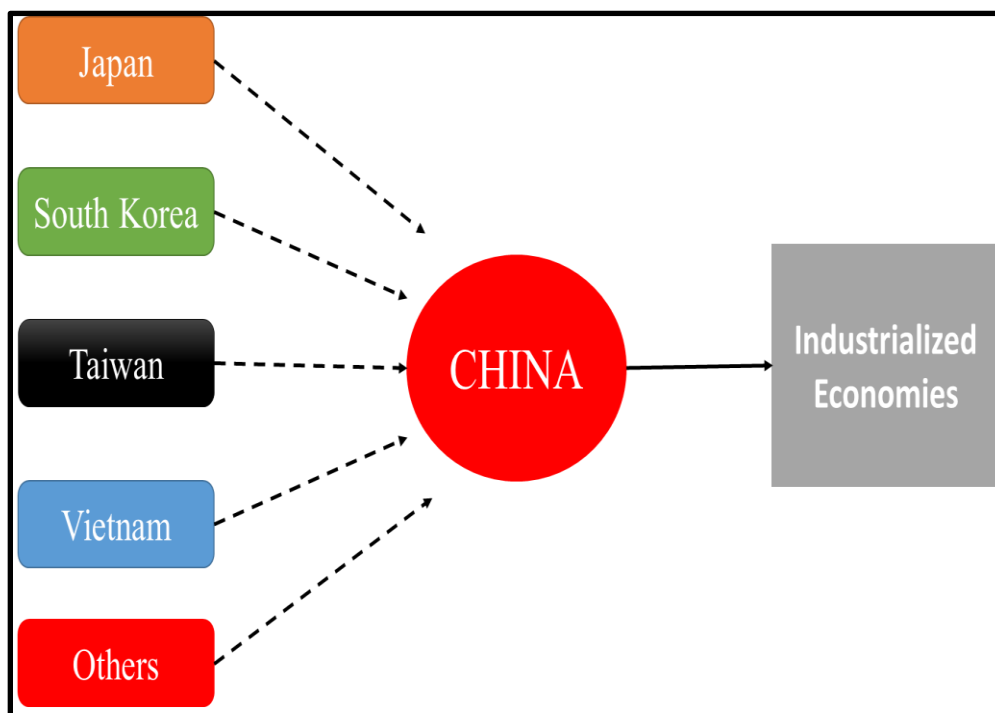 Japan
South Korea
Taiwan
Vietnam
Others
CHINA
Industrialized
Economies